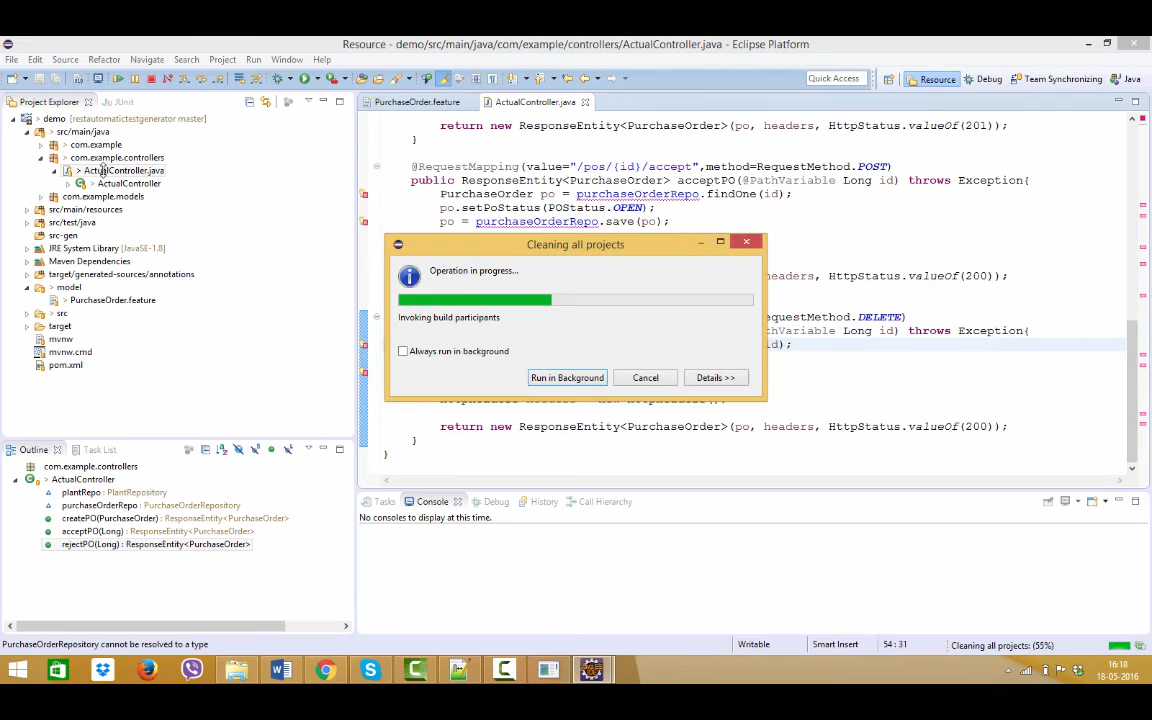 Resource - demo/src/main/java/com/example/controllers/ActualController.java - Eclipse Platform
File Edit Source Refactor Navigate Search Project Run Window Help
Quick Access
Resource
Debug
Team Synchronizing
Java
Project Explorer
JUnit
demo [restautomatictestgenerator master]
src/main/java
> com.example
> com.example.controllers
> ActualController.java
> ActualController
com.example.models
src/main/resources
src/test/java
src-gen
JRE System Library [JavaSE-1.8]
Maven Dependencies
target/generated-sources/annotations
model
PurchaseOrder.feature
src
target
mvnw
mvnw.cmd
pom.xml
Outline
Task List
com.example.controllers
ActualController
plantRepo : PlantRepository
purchaseOrderRepo : PurchaseOrderRepository
createPO(PurchaseOrder) : ResponseEntity<PurchaseOrder>
acceptPO(Long) : ResponseEntity<PurchaseOrder>
rejectPO(Long) : ResponseEntity<PurchaseOrder>
PurchaseOrder.feature
ActualController.java
return new ResponseEntity<PurchaseOrder>(po, headers, HttpStatus.valueOf(201));
}
@RequestMapping(value="/pos/{id}/accept",method=RequestMethod.POST)
public ResponseEntity<PurchaseOrder> acceptPO(@PathVariable Long id) throws Exception{
PurchaseOrder po = purchaseOrderRepo.findOne(id);
po.setPoStatus(POStatus.OPEN);
po = purchaseOrderRepo.save(po);
Cleaning all projects
Operation in progress...
Invoking build participants
Always run in background
Run in Background
Cancel
Details >>
headers, HttpStatus.valueOf(200));
equestMethod.DELETE)
thVariable Long id) throws Exception{
id);
return new ResponseEntity<PurchaseOrder>(po, headers, HttpStatus.valueOf(200));
}
}
Tasks
Console
Debug
History
Call Hierarchy
No consoles to display at this time.
PurchaseOrderRepository cannot be resolved to a type
Writable
Smart Insert
54 : 31
Cleaning all projects: (55%)
16:18
18-05-2016